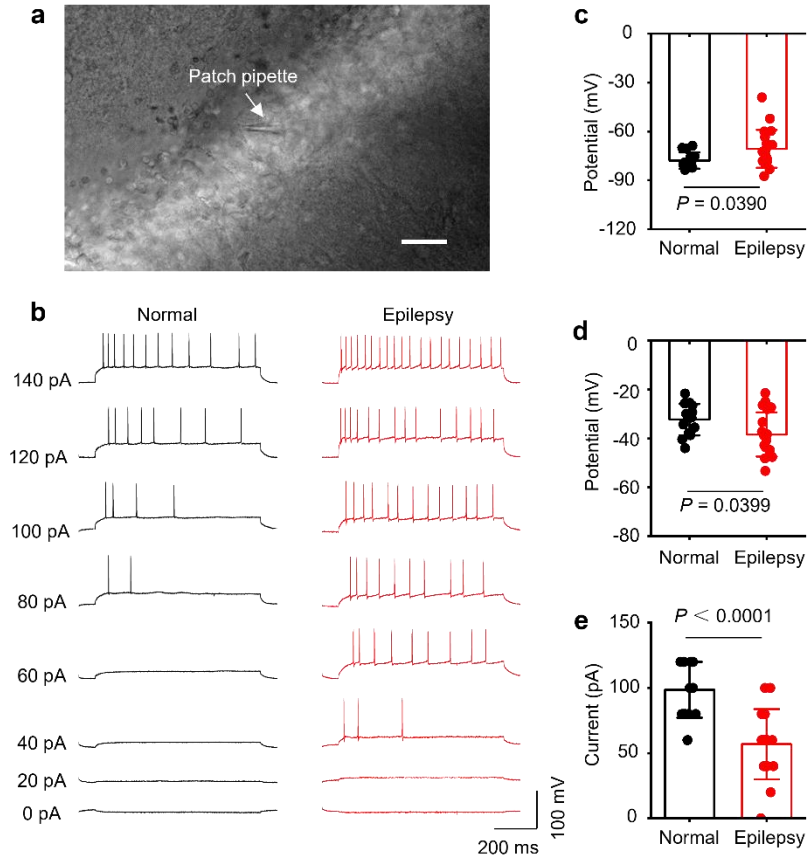 a
Patch pipette
b
Normal
Epilepsy
140 pA
120 pA
100 pA
80 pA
60 pA
40 pA
20 pA
0 pA
100 mV
200 ms
c
0
-30
-60
-90
-120
Potential (mV)
P = 0.0390
Normal
Epilepsy
d
0
-20
-40
-60
-80
Potential (mV)
P = 0.0399
Normal
Epilepsy
e
P < 0.0001
150
100
50
0
Current (pA)
Normal
Epilepsy